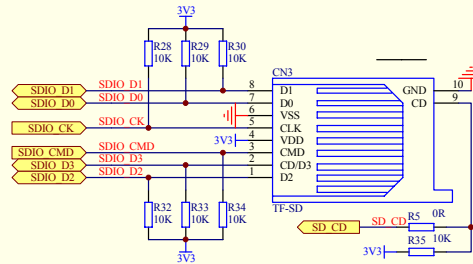 3V3
R28 R29 R30
10K 10K 10K
CN3
SDIO_D1 SDIO_D1 8 D1 GND 10
SDIO_D0 SDIO_D0 7 D0 CD 9
6 VSS
SDIO_CK SDIO_CK 5 CLK
3V3 4 VDD
SDIO_CMD SDIO_CMD 3 CMD
SDIO_D3 SDIO_D3 2 CD/D3
SDIO_D2 SDIO_D2 1 D2
TF-SD
R32 R33 R34
10K 10K 10K
3V3
SD_CD SD_CD R5 0R
R35 10K
3V3